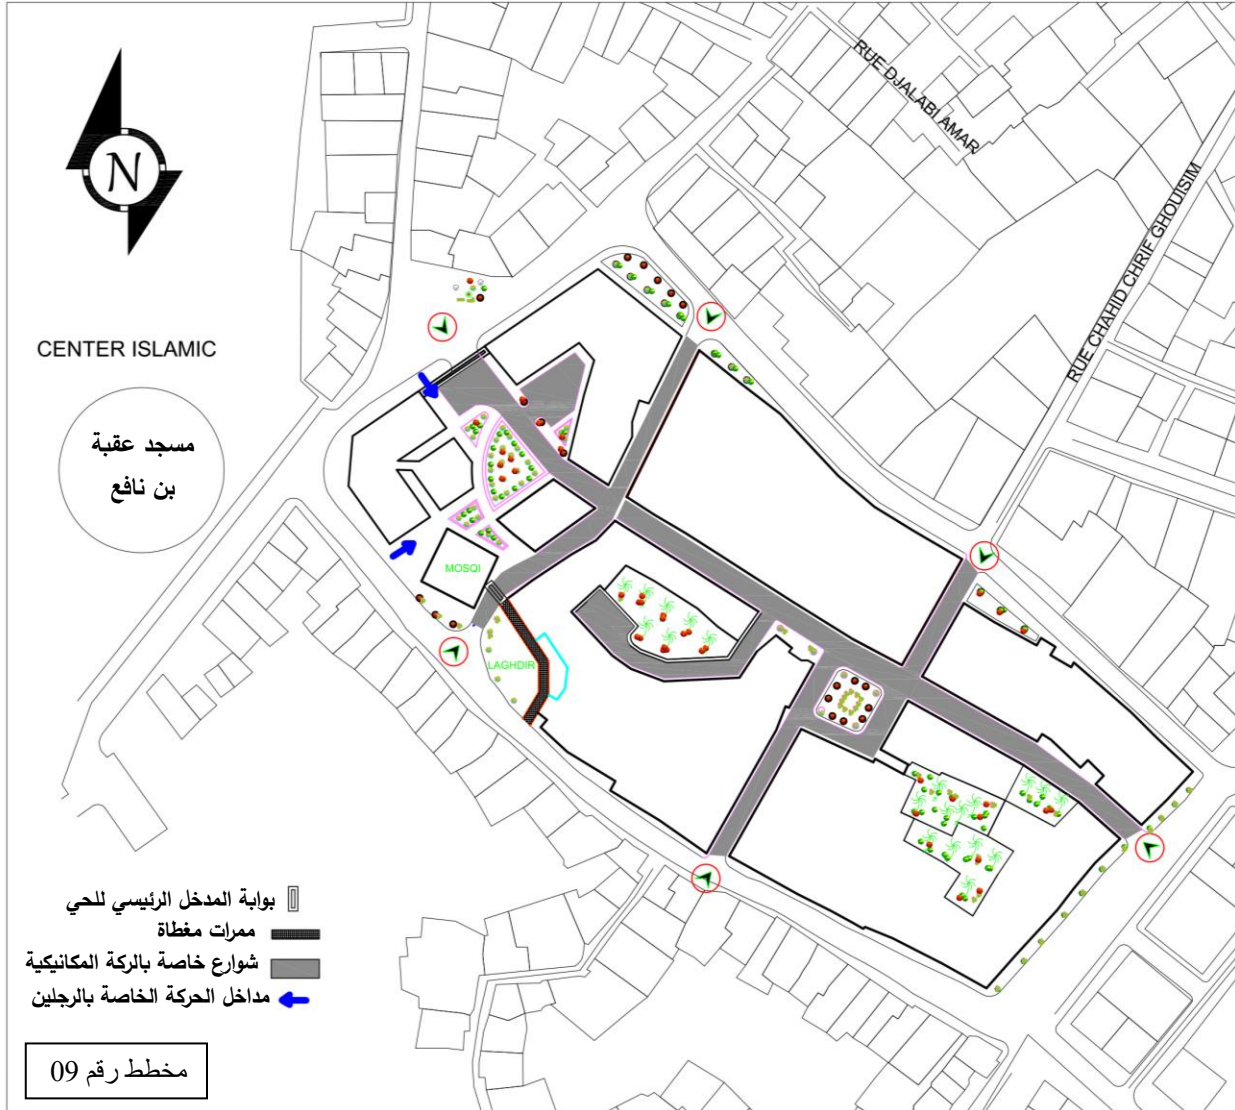 RUE DJALABI AMAR
RUE CHAHID CHRIF GHOUISIM
N
CENTER ISLAMIC
مسجد عقبة
بن نافع
MOSQI
LAGHDIR
بوابة المدخل الرئيسي للحي
ممرات مغطاة
شوارع خاصة بالركة المكانيكية
مداخل الحركة الخاصة بالرجلين
مخطط رقم 09